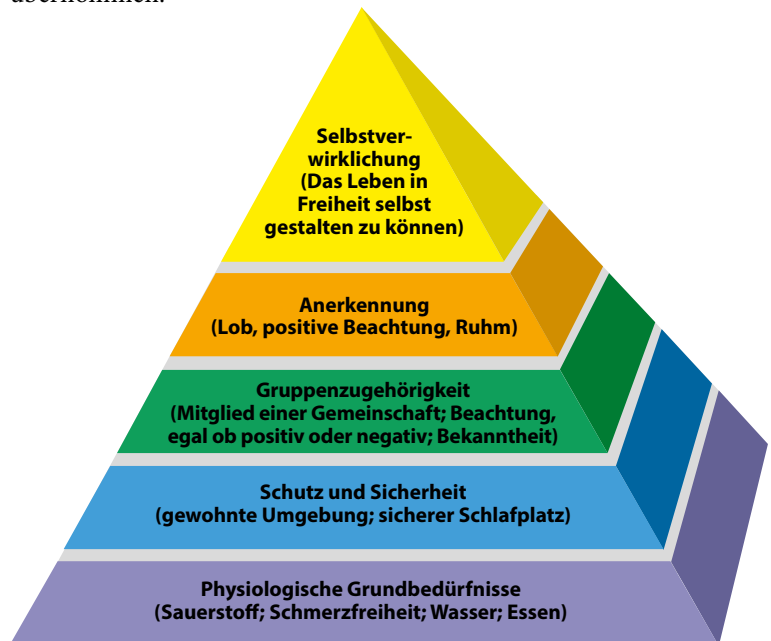 übernommen.
Selbstver-
wirklichung
(Das Leben in
Freiheit selbst
gestalten zu können)
Anerkennung
(Lob, positive Beachtung, Ruhm)
Gruppenzugehörigkeit
(Mitglied einer Gemeinschaft; Beachtung,
egal ob positiv oder negativ; Bekanntheit)
Schutz und Sicherheit
(gewohnte Umgebung; sicherer Schlafplatz)
Physiologische Grundbedürfnisse
(Sauerstoff; Schmerzfreiheit; Wasser; Essen)